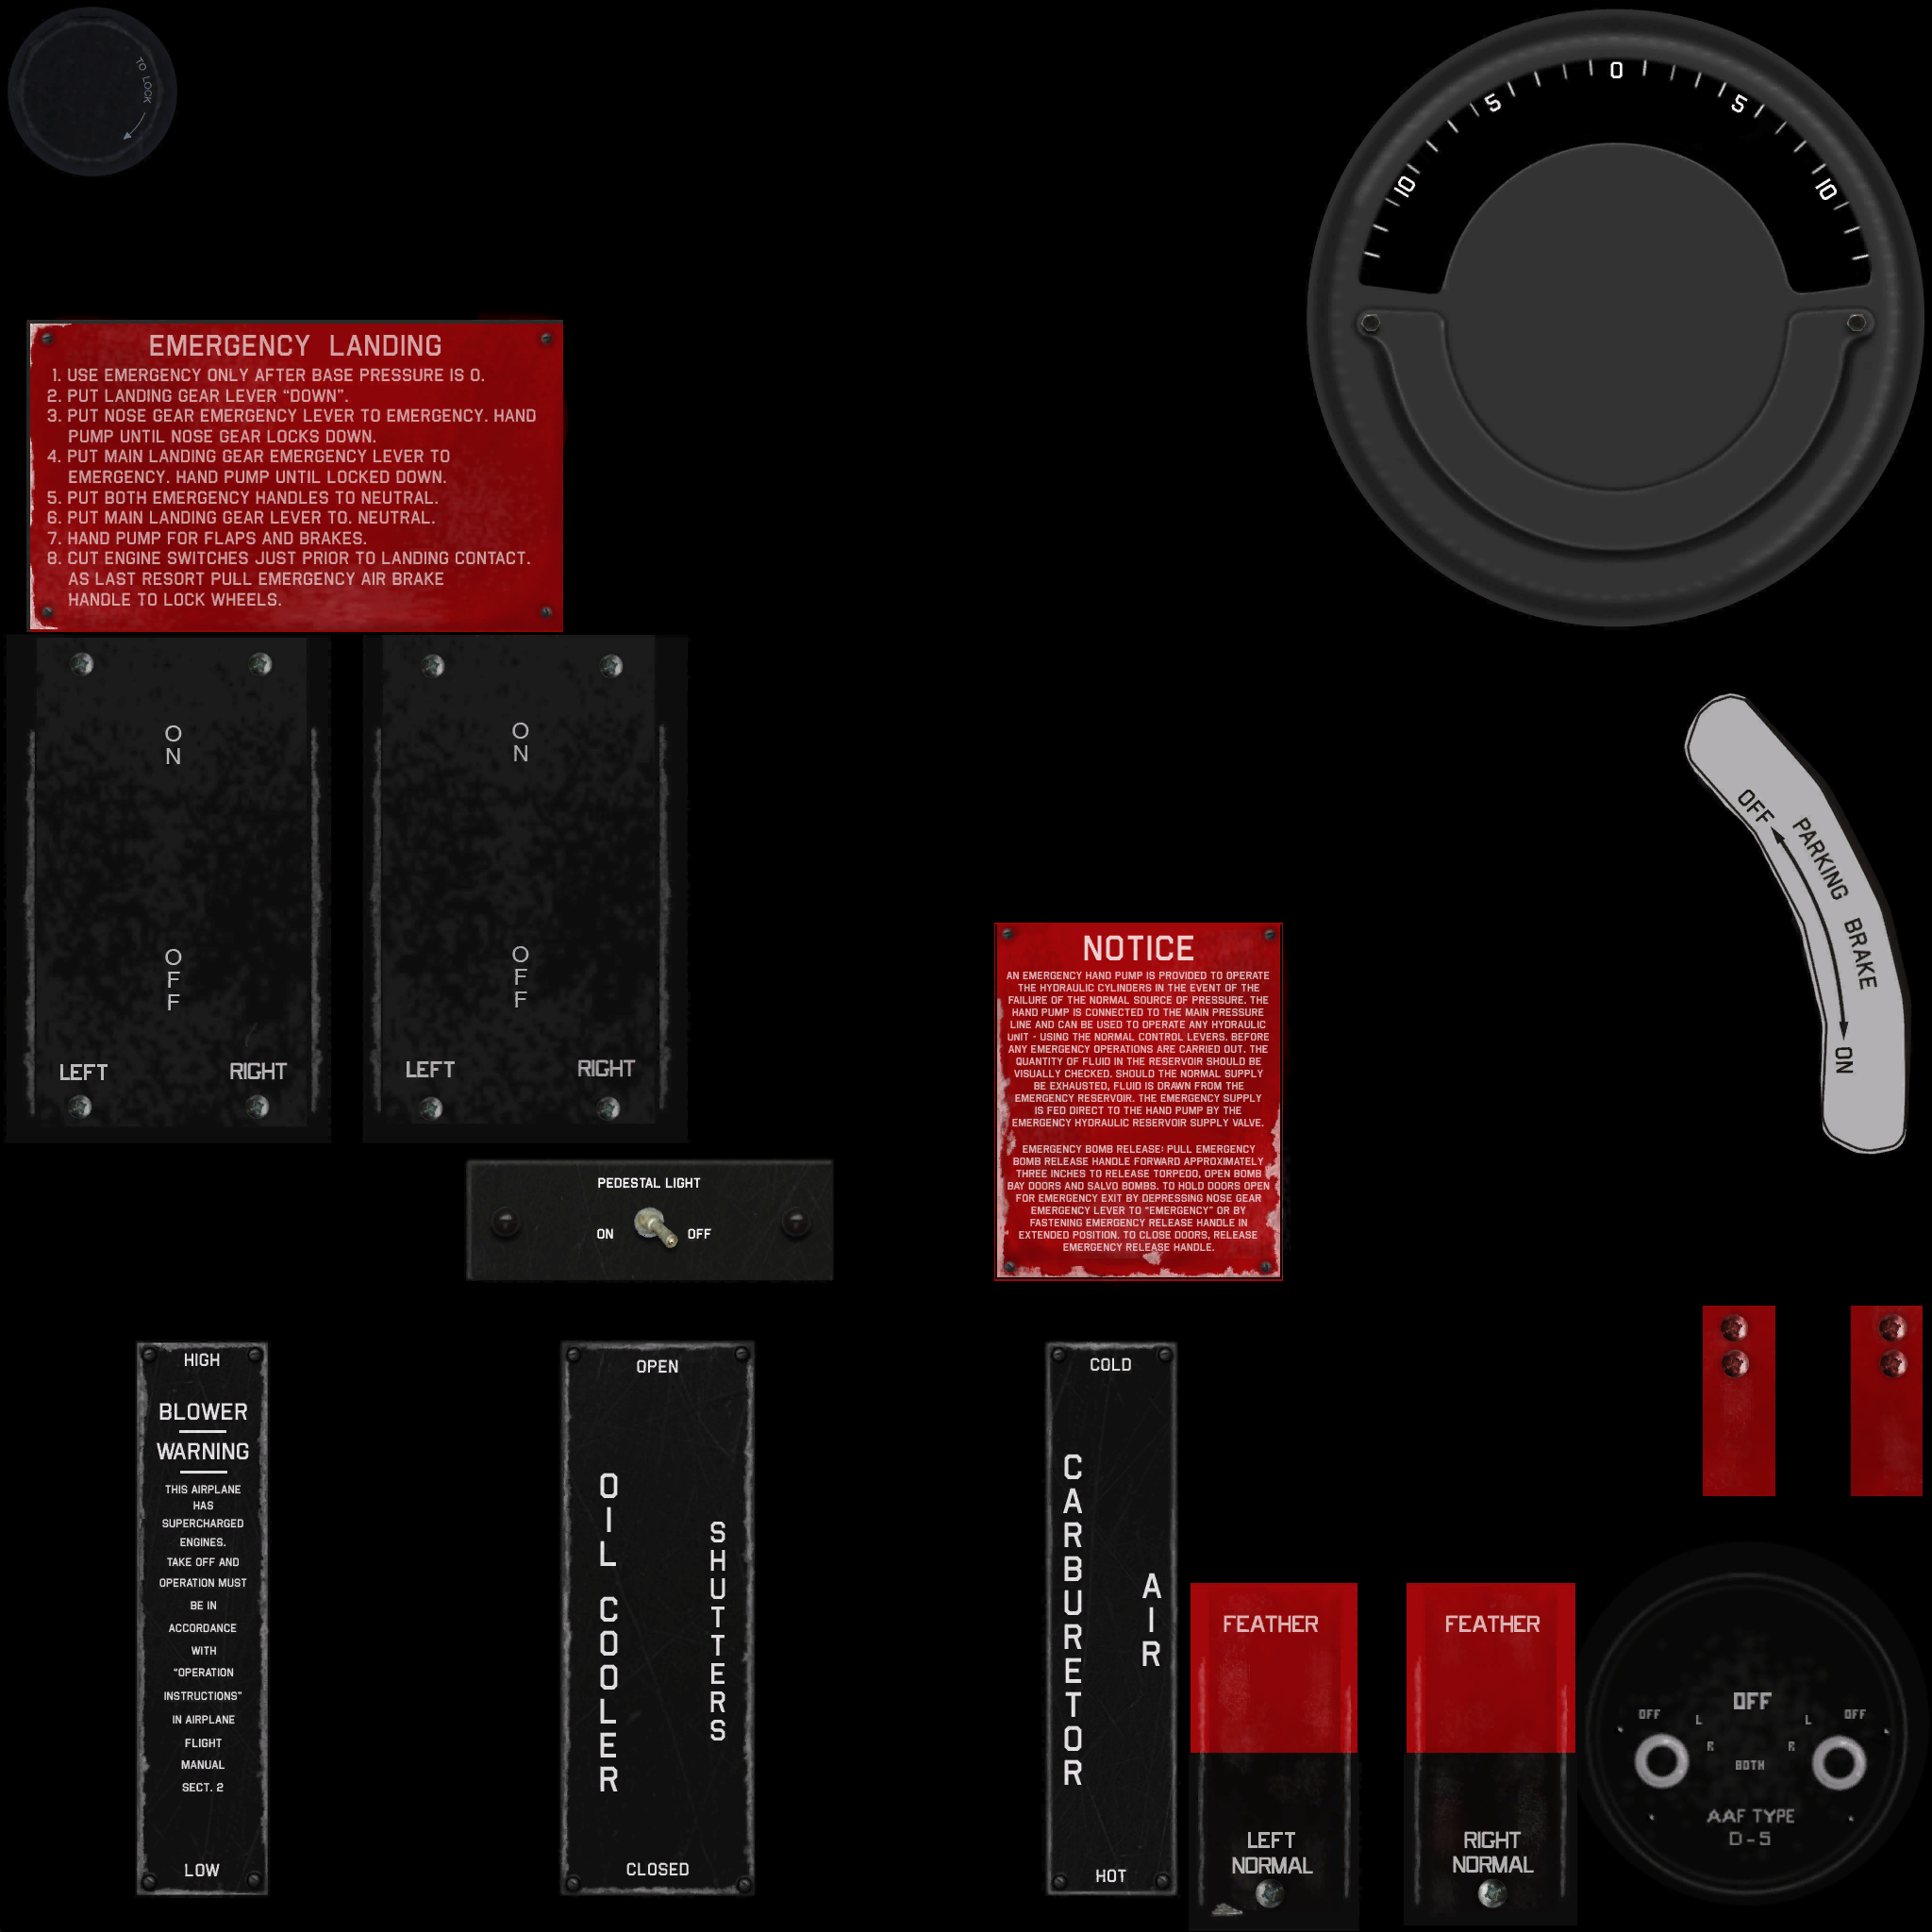 TO LOCK
0
5
5
10
10
EMERGENCY LANDING
1. USE EMERGENCY ONLY AFTER BASE PRESSURE IS 0.
2. PUT LANDING GEAR LEVER “DOWN”.
3. PUT NOSE GEAR EMERGENCY LEVER TO EMERGENCY. HAND
PUMP UNTIL NOSE GEAR LOCKS DOWN.
4. PUT MAIN LANDING GEAR EMERGENCY LEVER TO
EMERGENCY. HAND PUMP UNTIL LOCKED DOWN.
5. PUT BOTH EMERGENCY HANDLES TO NEUTRAL.
6. PUT MAIN LANDING GEAR LEVER TO. NEUTRAL.
7. HAND PUMP FOR FLAPS AND BRAKES.
8. CUT ENGINE SWITCHES JUST PRIOR TO LANDING CONTACT.
AS LAST RESORT PULL EMERGENCY AIR BRAKE
HANDLE TO LOCK WHEELS.
ON
OFF
LEFT RIGHT
ON
OFF
LEFT RIGHT
OFF
PARKING BRAKE
ON
NOTICE
AN EMERGENCY HAND PUMP IS PROVIDED TO OPERATE
THE HYDRAULIC CYLINDERS IN THE EVENT OF THE
FAILURE OF THE NORMAL SOURCE OF PRESSURE. THE
HAND PUMP IS CONNECTED TO THE MAIN PRESSURE
LINE AND CAN BE USED TO OPERATE ANY HYDRAULIC
UNIT - USING THE NORMAL CONTROL LEVERS. BEFORE
ANY EMERGENCY OPERATIONS ARE CARRIED OUT. THE
QUANTITY OF FLUID IN THE RESERVOIR SHOULD BE
VISUALLY CHECKED. SHOULD THE NORMAL SUPPLY
BE EXHAUSTED, FLUID IS DRAWN FROM THE
EMERGENCY RESERVOIR. THE EMERGENCY SUPPLY
IS FED DIRECT TO THE HAND PUMP BY THE
EMERGENCY HYDRAULIC RESERVOIR SUPPLY VALVE.
EMERGENCY BOMB RELEASE: PULL EMERGENCY
BOMB RELEASE HANDLE FORWARD APPROXIMATELY
THREE INCHES TO RELEASE TORPEDO, OPEN BOMB
BAY DOORS AND SALVO BOMBS. TO HOLD DOORS OPEN
FOR EMERGENCY EXIT BY DEPRESSING NOSE GEAR
EMERGENCY LEVER TO “EMERGENCY” OR BY
FASTENING EMERGENCY RELEASE HANDLE IN
EXTENDED POSITION. TO CLOSE DOORS, RELEASE
EMERGENCY RELEASE HANDLE.
PEDESTAL LIGHT
ON OFF
HIGH
BLOWER
WARNING
THIS AIRPLANE
HAS
SUPERCHARGED
ENGINES.
TAKE OFF AND
OPERATION MUST
BE IN
ACCORDANCE
WITH
“OPERATION
INSTRUCTIONS”
IN AIRPLANE
FLIGHT
MANUAL
SECT. 2
LOW
OPEN
OIL COOLER
SHUTTERS
CLOSED
COLD
CARBURETOR
AIR
HOT
FEATHER
LEFT
NORMAL
FEATHER
RIGHT
NORMAL
OFF
OFF OFF
L L
R R
BOTH
AAF TYPE
D-5